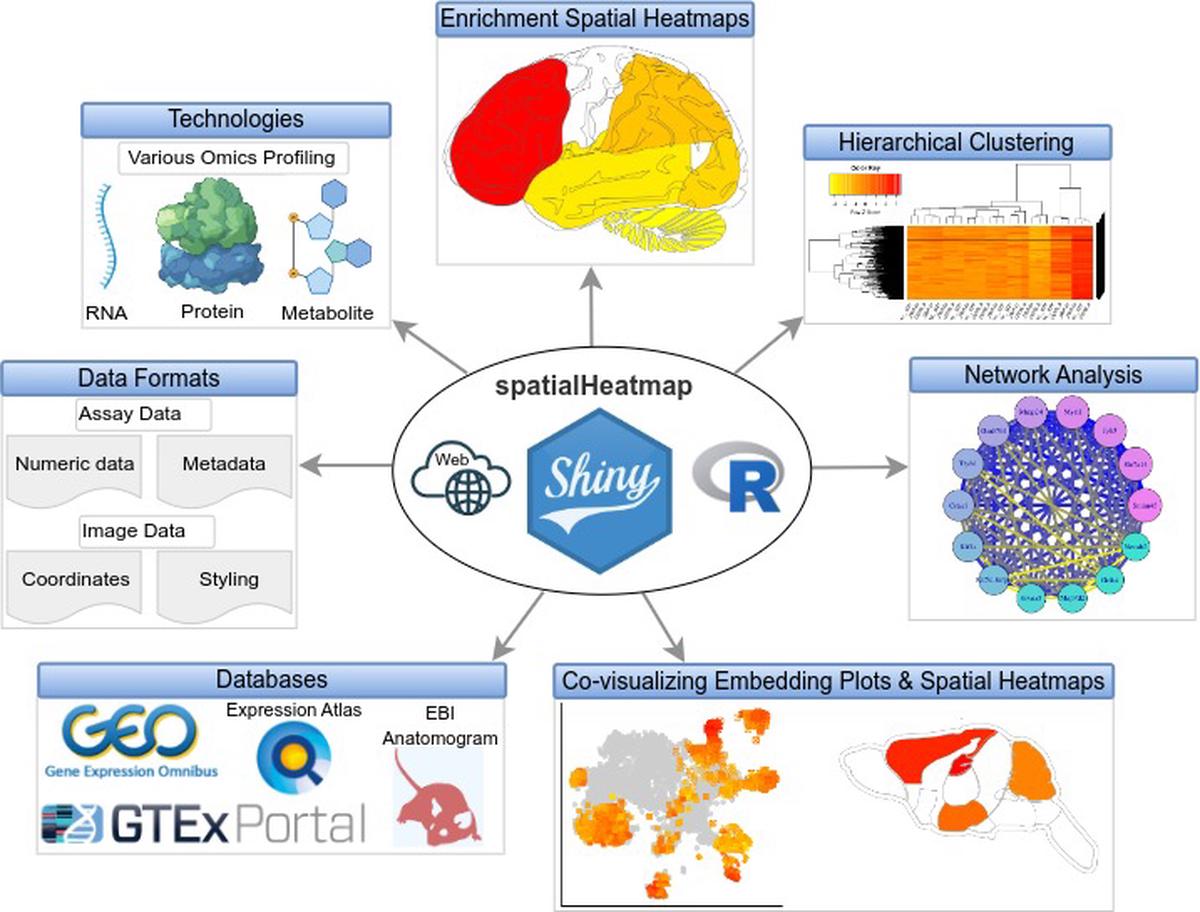 Enrichment Spatial Heatmaps
Technologies
Various Omics Profiling
RNA
Protein
Metabolite
Hierarchical Clustering
Color Key
Row Z-Score
Data Formats
Assay Data
Numeric data
Metadata
Image Data
Coordinates
Styling
spatialHeatmap
Web
Shiny
R
Network Analysis
Databases
GEO
Gene Expression Omnibus
Expression Atlas
EBI
Anatomogram
GTEx Portal
Co-visualizing Embedding Plots & Spatial Heatmaps